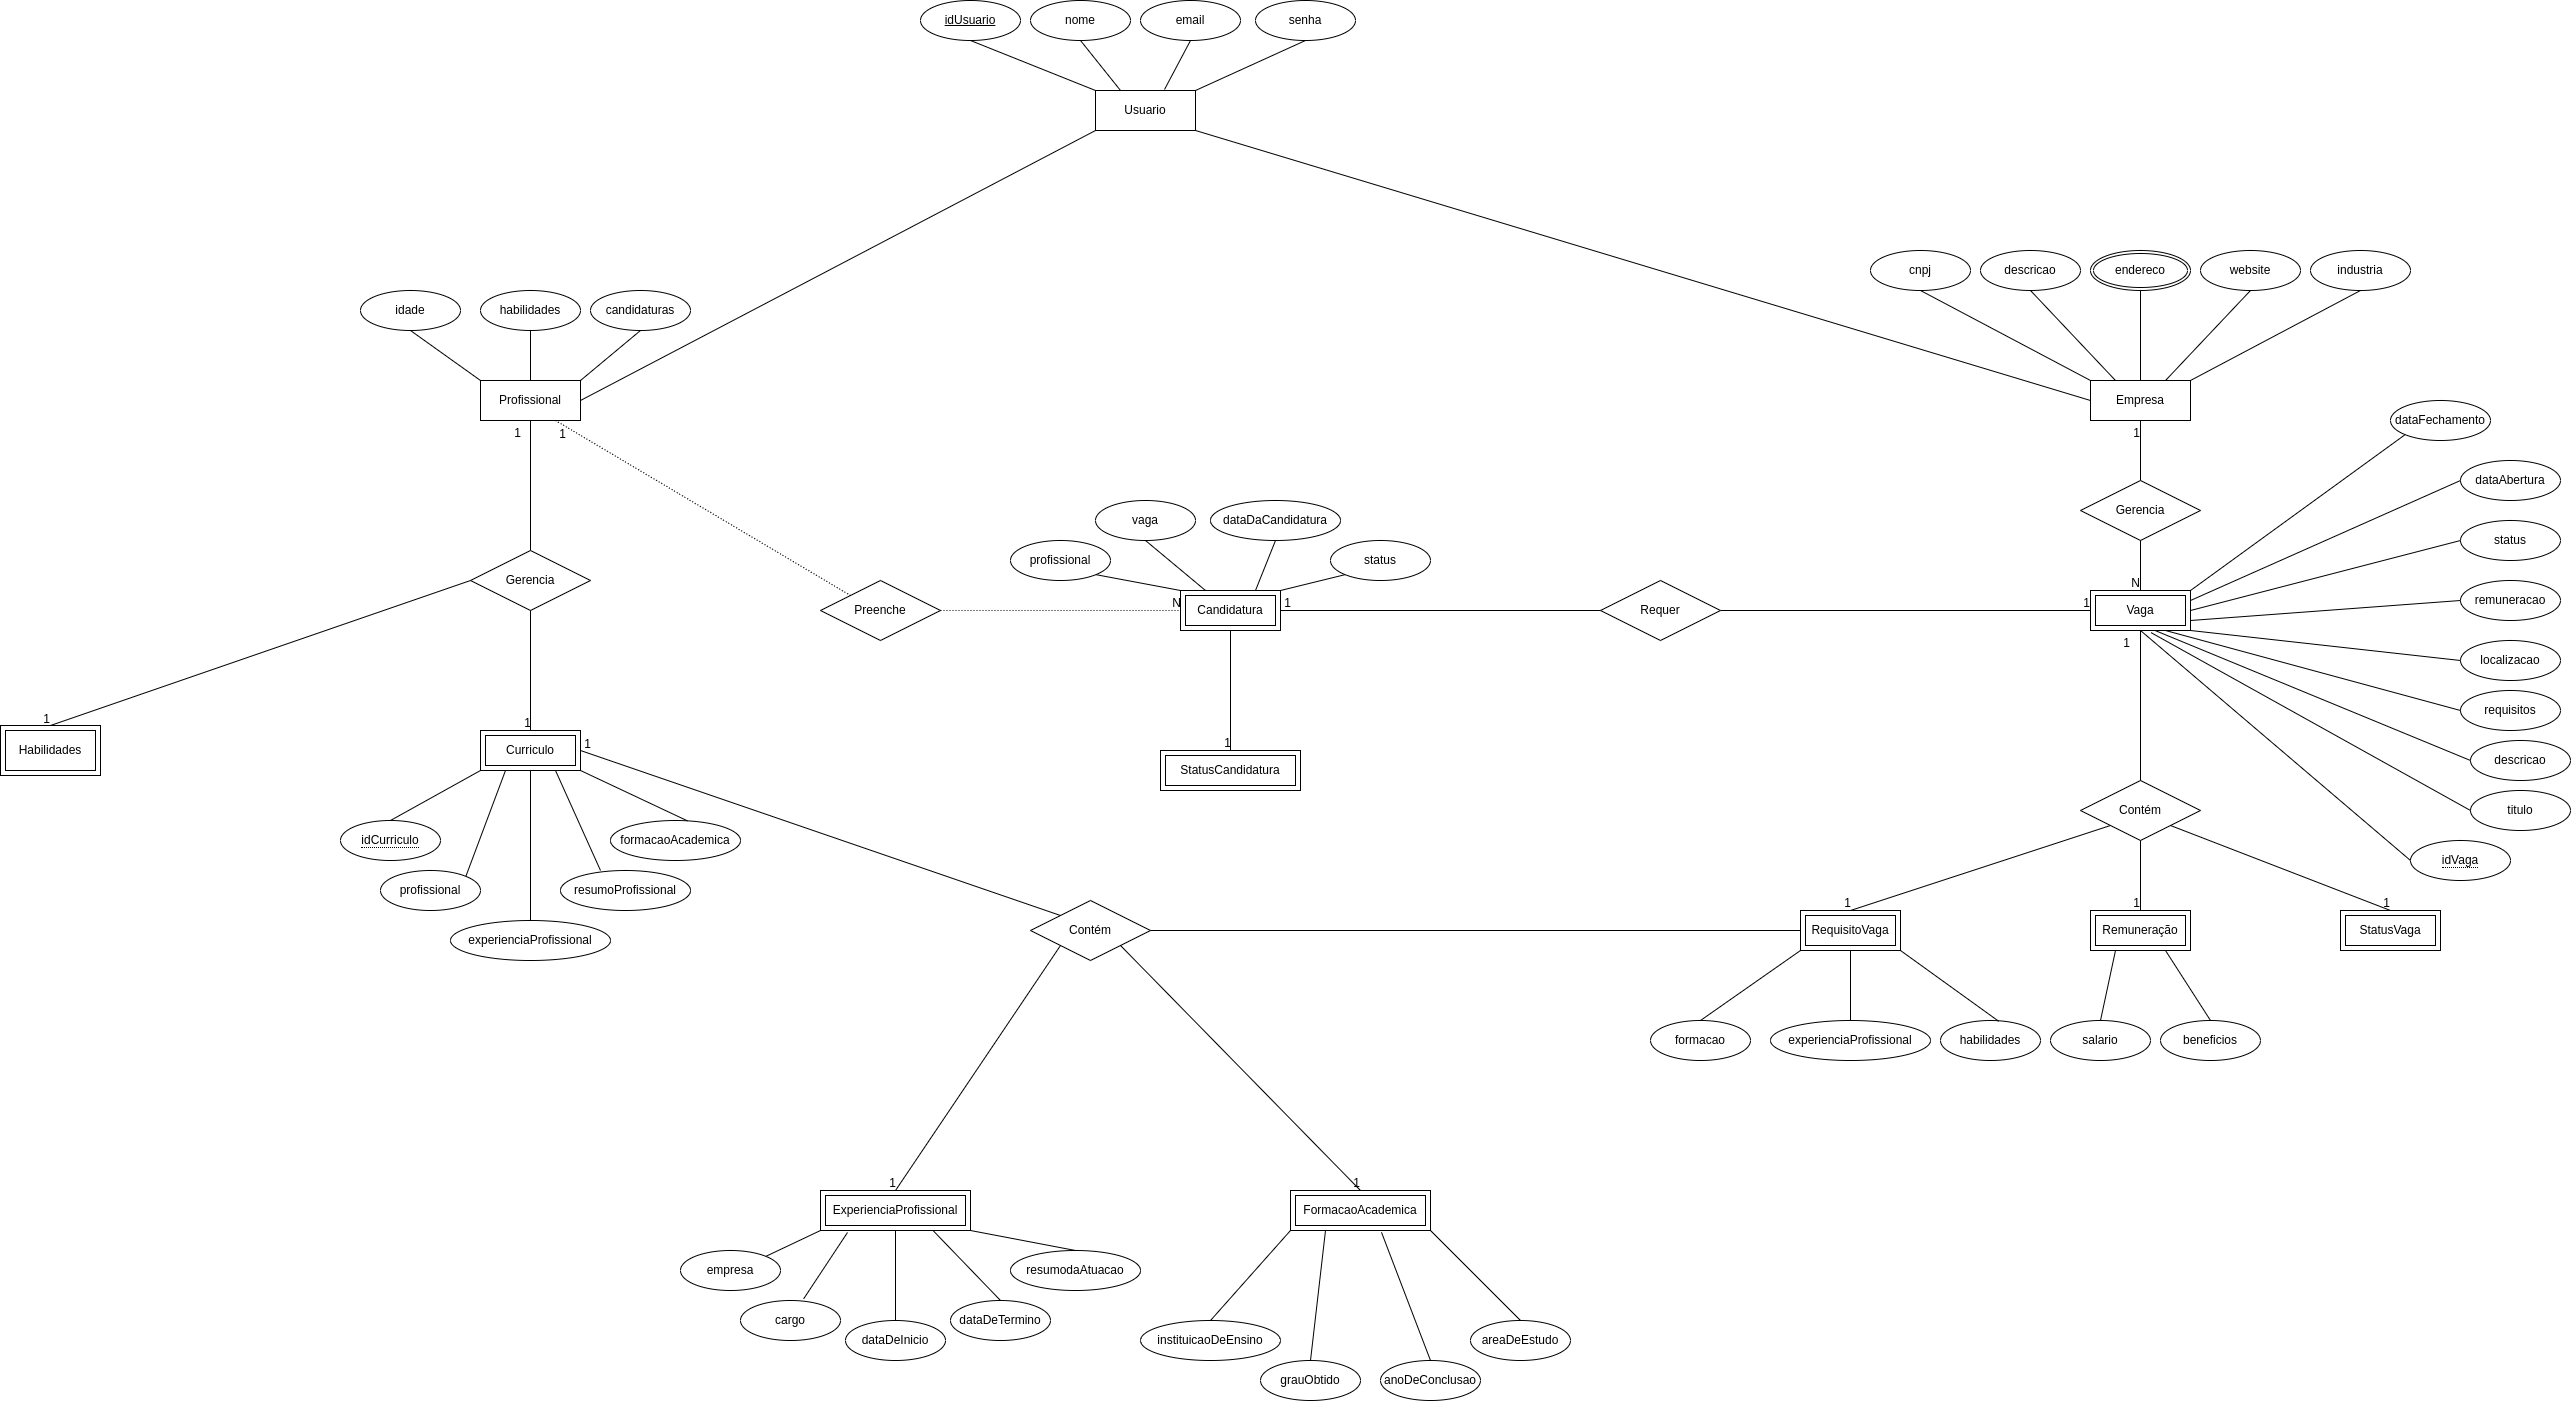 idUsuario
nome
email
senha
Usuario
cnpj
descricao
endereco
website
industria
idade
habilidades
candidaturas
Profissional
Empresa
dataFechamento
1
1
1
dataAbertura
Gerencia
vaga
dataDaCandidatura
status
profissional
status
Gerencia
N
remuneracao
Preenche
N
Candidatura
1
Requer
1
Vaga
1
localizacao
requisitos
1
Habilidades
1
Curriculo
1
1
StatusCandidatura
descricao
titulo
Contém
idCurriculo
formacaoAcademica
idVaga
profissional
resumoProfissional
experienciaProfissional
Contém
1
RequisitoVaga
1
Remuneração
1
StatusVaga
formacao
experienciaProfissional
habilidades
salario
beneficios
1
ExperienciaProfissional
1
FormacaoAcademica
empresa
resumodaAtuacao
cargo
dataDeInicio
dataDeTermino
instituicaoDeEnsino
areaDeEstudo
grauObtido
anoDeConclusao